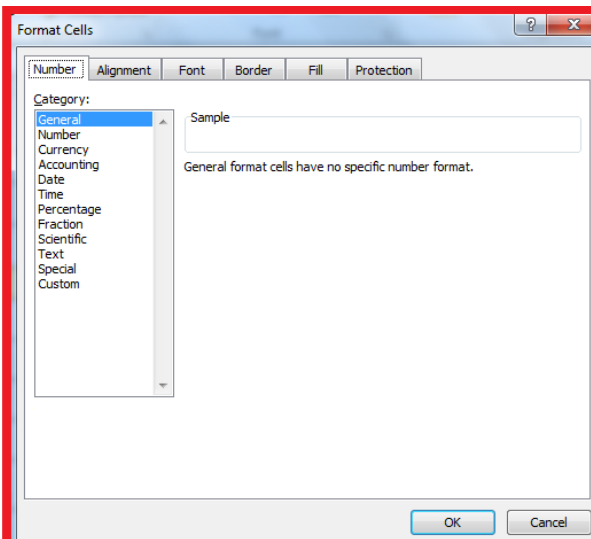 Format Cells
?
Number Alignment Font Border Fill Protection
Category:
General
Number
Currency
Accounting
Date
Time
Percentage
Fraction
Scientific
Text
Special
Custom
Sample
General format cells have no specific number format.
OK Cancel